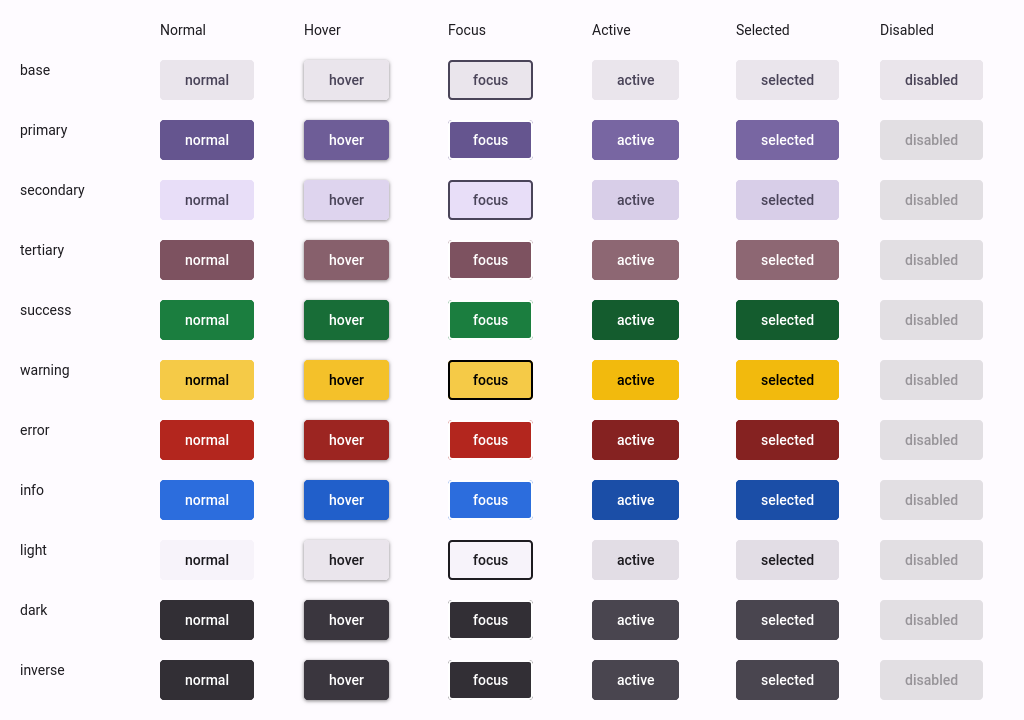 Normal Hover Focus Active Selected Disabled
base normal hover focus active selected disabled
primary normal hover focus active selected disabled
secondary normal hover focus active selected disabled
tertiary normal hover focus active selected disabled
success normal hover focus active selected disabled
warning normal hover focus active selected disabled
error normal hover focus active selected disabled
info normal hover focus active selected disabled
light normal hover focus active selected disabled
dark normal hover focus active selected disabled
inverse normal hover focus active selected disabled